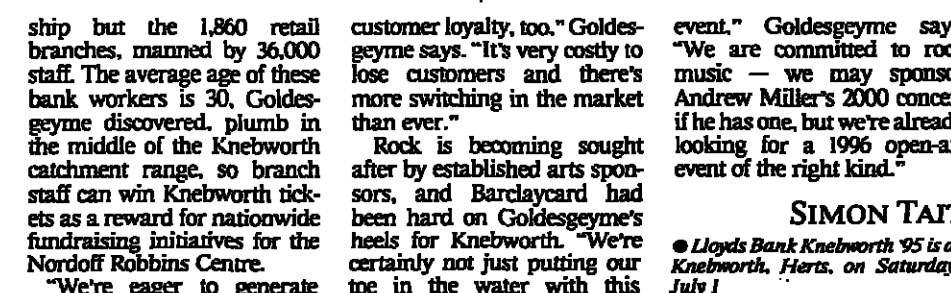 ship but the 1,860 retail
branches, manned by 36,000
staff. The average age of these
bank workers is 30, Goldes-
geyme discovered, plumb in
the middle of the Knebworth
catchment range, so branch
staff can win Knebworth tick-
ets as a reward for nationwide
fundraising initiatives for the
Nordoff Robbins Centre.
"We're eager to generate
customer loyalty, too," Goldes-
geyme says. "It's very costly to
lose customers and there's
more switching in the market
than ever."
Rock is becoming sought
after by established arts spon-
sors, and Barclaycard had
been hard on Goldesgeyme's
heels for Knebworth. "We're
certainly not just putting our
toe in the water with this
event," Goldesgeyme say
"We are committed to roc
music — we may sponso
Andrew Miller's 2000 conce
if he has one, but we're alread
looking for a 1996 open-a
event of the right kind."
SIMON TAI
● Lloyds Bank Knebworth '95 is a
Knebworth, Herts, on Saturday
July 1